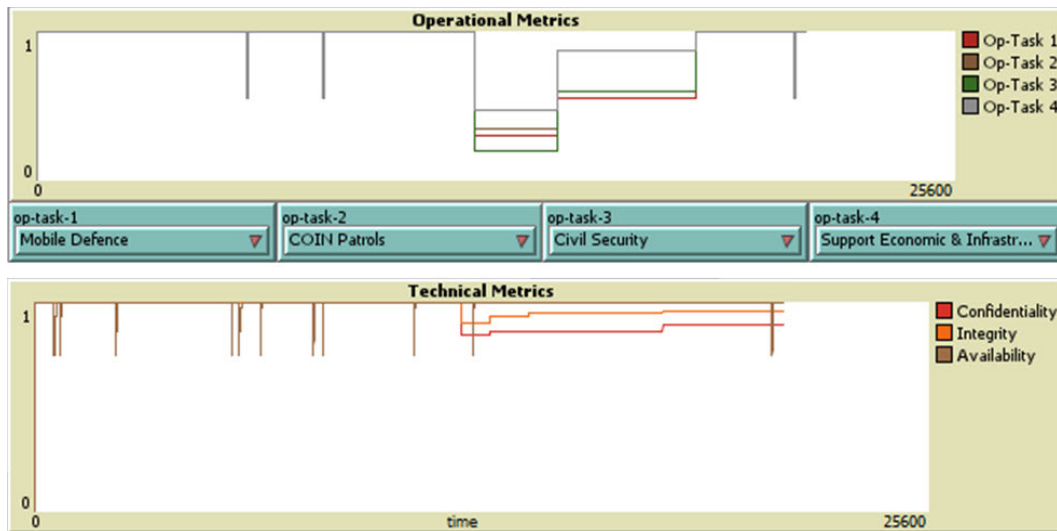 Operational Metrics
1
0
0
25600
Op-Task 1
Op-Task 2
Op-Task 3
Op-Task 4
op-task-1
Mobile Defence
op-task-2
COIN Patrols
op-task-3
Civil Security
op-task-4
Support Economic & Infrastr...
Technical Metrics
1
0
0
time
25600
Confidentiality
Integrity
Availability